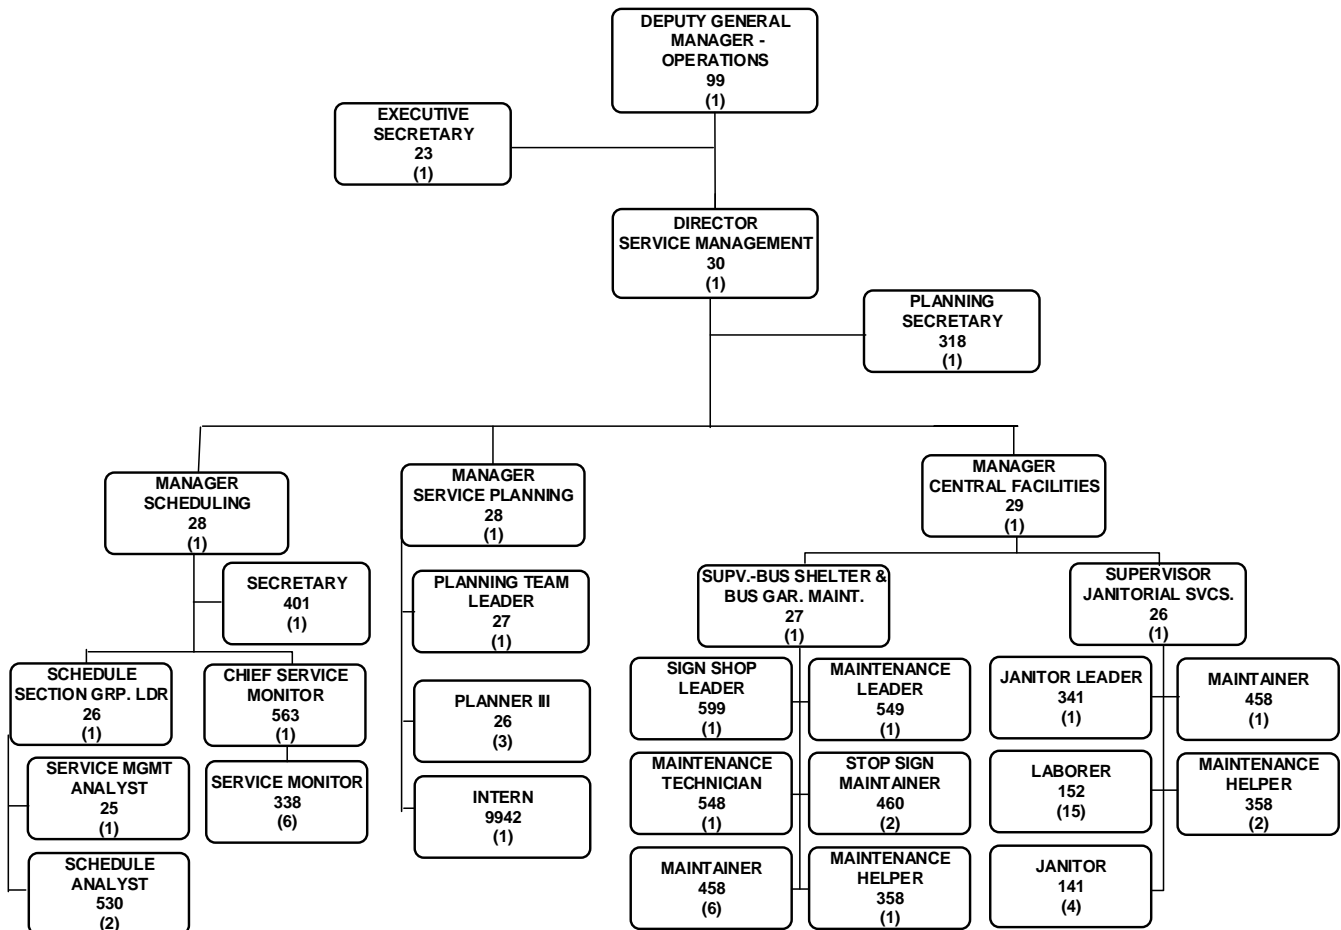 DEPUTY GENERAL
MANAGER -
OPERATIONS
99
(1)
EXECUTIVE
SECRETARY
23
(1)
DIRECTOR
SERVICE MANAGEMENT
30
(1)
PLANNING
SECRETARY
318
(1)
MANAGER
SCHEDULING
28
(1)
MANAGER
SERVICE PLANNING
28
(1)
MANAGER
CENTRAL FACILITIES
29
(1)
SECRETARY
401
(1)
SCHEDULE
SECTION GRP. LDR
26
(1)
CHIEF SERVICE
MONITOR
563
(1)
SERVICE MGMT
ANALYST
25
(1)
SERVICE MONITOR
338
(6)
SCHEDULE
ANALYST
530
(2)
PLANNING TEAM
LEADER
27
(1)
PLANNER III
26
(3)
INTERN
9942
(1)
SUPV.-BUS SHELTER &
BUS GAR. MAINT.
27
(1)
SUPERVISOR
JANITORIAL SVCS.
26
(1)
SIGN SHOP
LEADER
599
(1)
MAINTENANCE
LEADER
549
(1)
MAINTENANCE
TECHNICIAN
548
(1)
STOP SIGN
MAINTAINER
460
(2)
MAINTAINER
458
(6)
MAINTENANCE
HELPER
358
(1)
JANITOR LEADER
341
(1)
MAINTAINER
458
(1)
LABORER
152
(15)
MAINTENANCE
HELPER
358
(2)
JANITOR
141
(4)